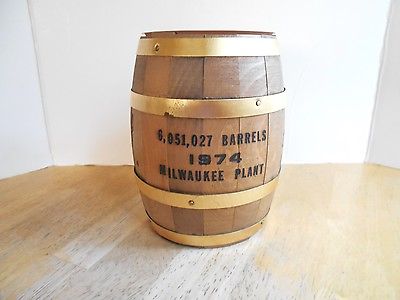 6,051,027 BARRELS
1974
MILWAUKEE PLANT